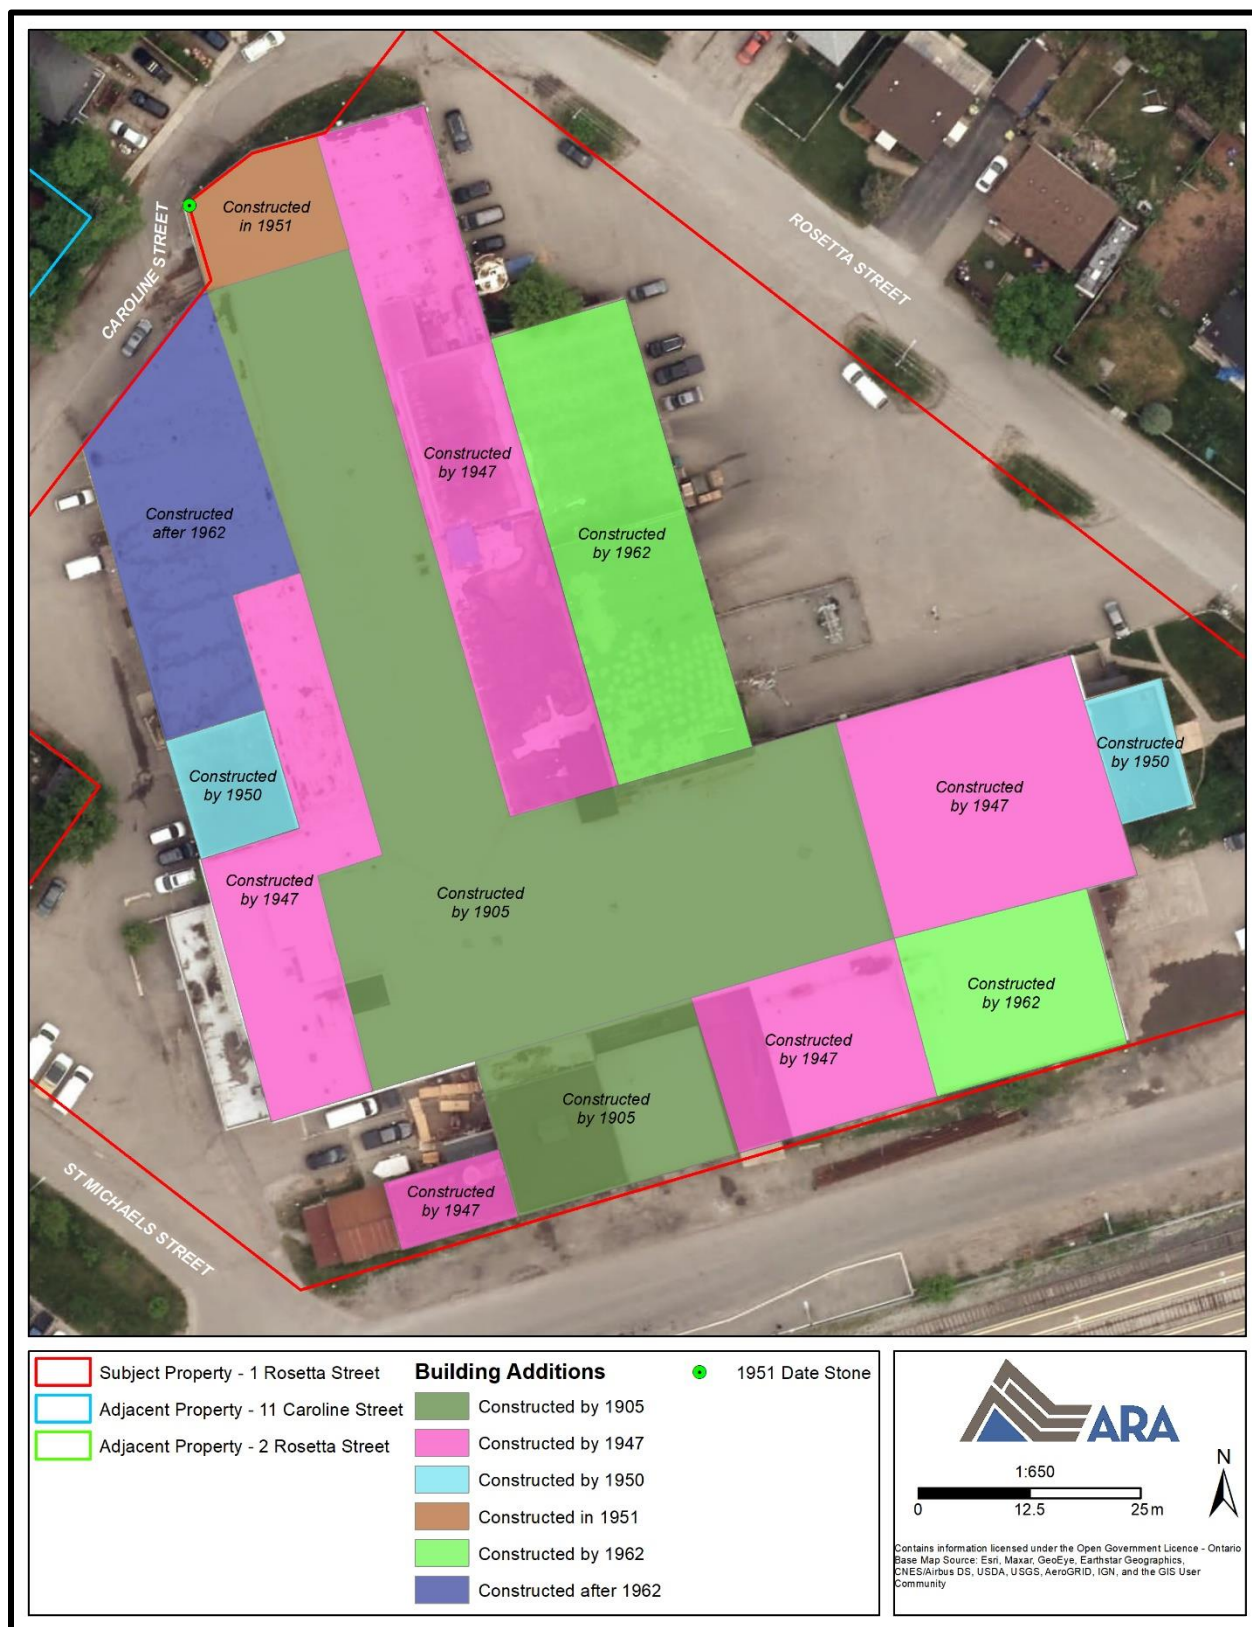 Constructed
in 1951
CAROLINE STREET
ROSETTA STREET
Constructed
by 1947
Constructed
after 1962
Constructed
by 1962
Constructed
by 1950
Constructed
by 1950
Constructed
by 1947
Constructed
by 1947
Constructed
by 1905
Constructed
by 1962
Constructed
by 1947
Constructed
by 1905
Constructed
by 1947
ST MICHAELS STREET
Subject Property - 1 Rosetta Street
Adjacent Property - 11 Caroline Street
Adjacent Property - 2 Rosetta Street
Building Additions
Constructed by 1905
Constructed by 1947
Constructed by 1950
Constructed in 1951
Constructed by 1962
Constructed after 1962
1951 Date Stone
ARA
N
1:650
0 12.5 25 m
Contains information licensed under the Open Government Licence - Ontario
Base Map Source: Esri, Maxar, GeoEye, Earthstar Geographics,
CNES/Airbus DS, USDA, USGS, AeroGRID, IGN, and the GIS User
Community